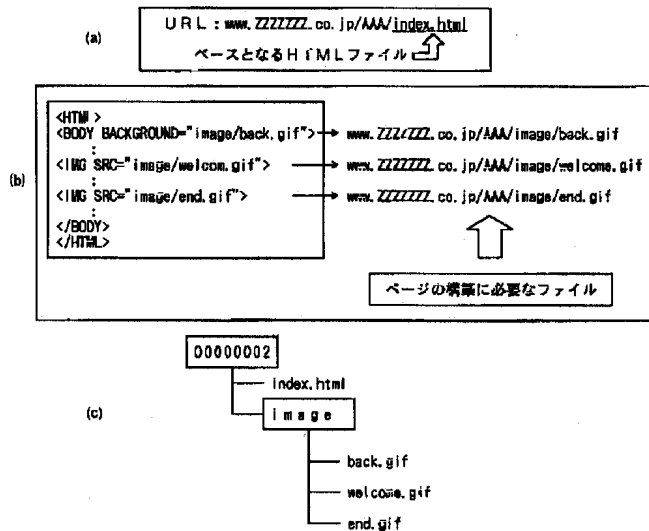 (a)
URL:www.ZZZZZZZ.co.jp/AAA/index.html
ベースとなるHTMLファイル
(b)
<HTML>
<BODY BACKGROUND="image/back.gif"> www.ZZZZZZZ.co.jp/AAA/image/back.gif
:
<IMG SRC="image/welcom.gif"> www.ZZZZZZZ.co.jp/AAA/image/welcome.gif
:
<IMG SRC="image/end.gif"> www.ZZZZZZZ.co.jp/AAA/image/end.gif
:
</BODY>
</HTML>
ページの構築に必要なファイル
(c)
00000002
index.html
image
back.gif
welcome.gif
end.gif